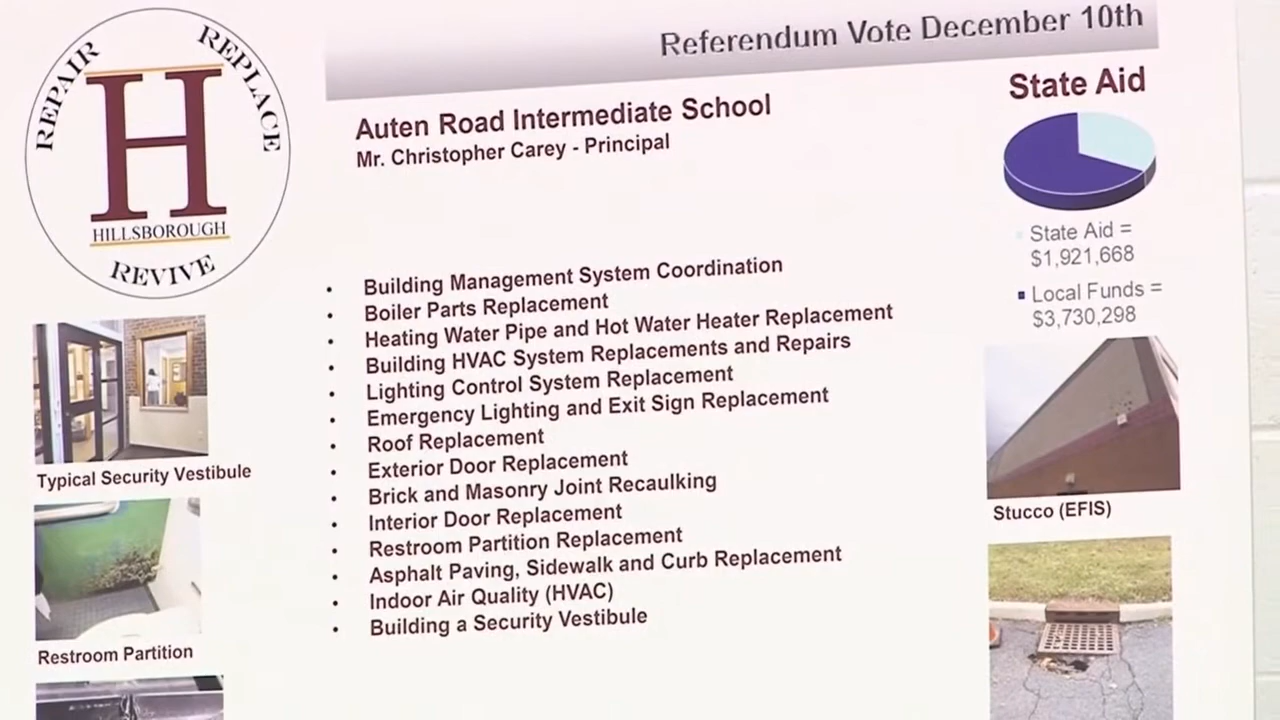 REPAIR
REPLACE
H
HILLSBOROUGH
REVIVE
Referendum Vote December 10th
Auten Road Intermediate School
Mr. Christopher Carey - Principal
• Building Management System Coordination
• Boiler Parts Replacement
• Heating Water Pipe and Hot Water Heater Replacement
• Building HVAC System Replacements and Repairs
• Lighting Control System Replacement
• Emergency Lighting and Exit Sign Replacement
• Roof Replacement
• Exterior Door Replacement
• Brick and Masonry Joint Recaulking
• Interior Door Replacement
• Restroom Partition Replacement
• Asphalt Paving, Sidewalk and Curb Replacement
• Indoor Air Quality (HVAC)
• Building a Security Vestibule
State Aid
State Aid =
$1,921,668
Local Funds =
$3,730,298
Typical Security Vestibule
Restroom Partition
Stucco (EFIS)